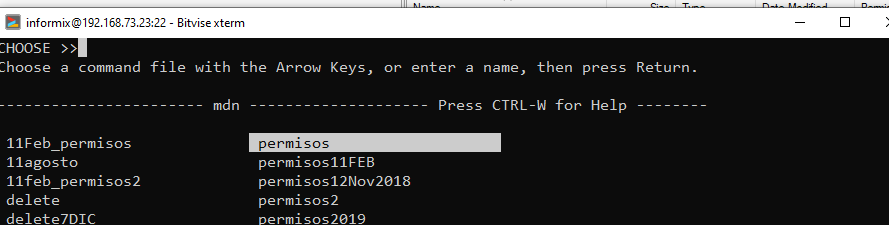 Name Size Type Date Modified
informix@192.168.73.23:22 - Bitvise xterm
CHOOSE >>
Choose a command file with the Arrow Keys, or enter a name, then press Return.
----------------------- mdn -------------------- Press CTRL-W for Help --------
11Feb_permisos permisos
11agosto permisos11FEB
11feb_permisos2 permisos12Nov2018
delete permisos2
delete7DIC permisos2019